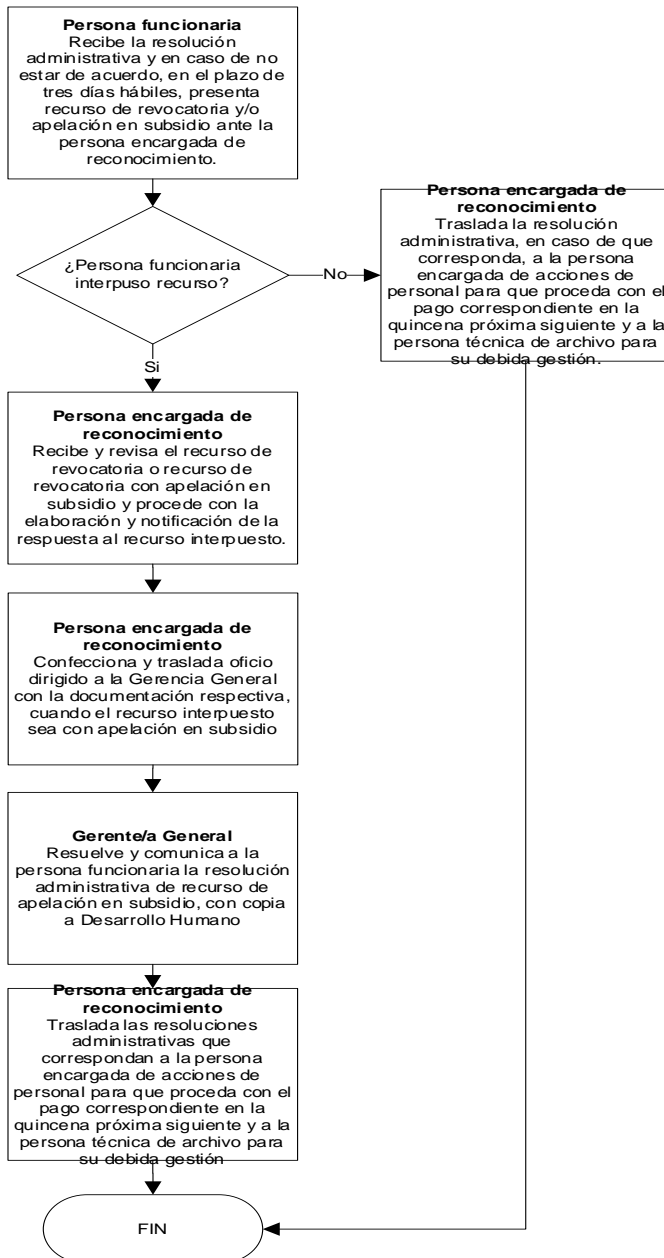 Persona funcionaria
Recibe la resolución
administrativa y en caso de no
estar de acuerdo, en el plazo de
tres días hábiles, presenta
recurso de revocatoria y/o
apelación en subsidio ante la
persona encargada de
reconocimiento.
¿Persona funcionaria
interpuso recurso?
No
Persona encargada de
reconocimiento
Traslada la resolución
administrativa, en caso de que
corresponda, a la persona
encargada de acciones de
personal para que proceda con el
pago correspondiente en la
quincena próxima siguiente y a la
persona técnica de archivo para
su debida gestión.
Si
Persona encargada de
reconocimiento
Recibe y revisa el recurso de
revocatoria o recurso de
revocatoria con apelación en
subsidio y procede con la
elaboración y notificación de la
respuesta al recurso interpuesto.
Persona encargada de
reconocimiento
Confecciona y traslada oficio
dirigido a la Gerencia General
con la documentación respectiva,
cuando el recurso interpuesto
sea con apelación en subsidio
Gerente/a General
Resuelve y comunica a la
persona funcionaria la resolución
administrativa de recurso de
apelación en subsidio, con copia
a Desarrollo Humano
Persona encargada de
reconocimiento
Traslada las resoluciones
administrativas que
correspondan a la persona
encargada de acciones de
personal para que proceda con el
pago correspondiente en la
quincena próxima siguiente y a la
persona técnica de archivo para
su debida gestión
FIN